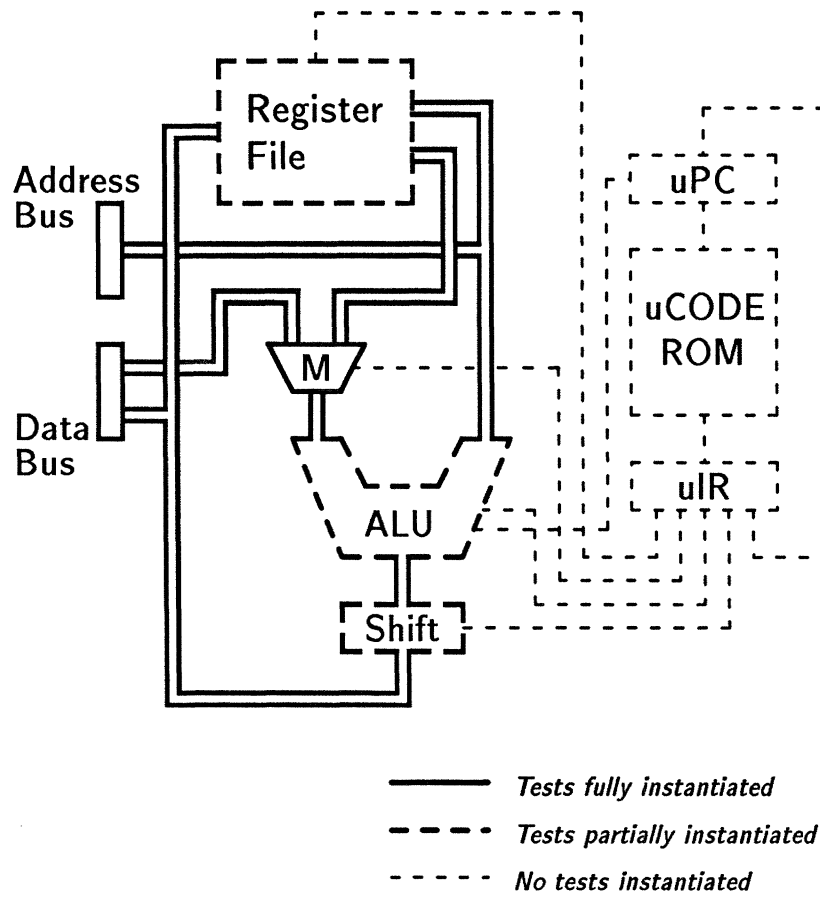 Register
File
Address
Bus
uPC
uCODE
ROM
M
Data
Bus
uIR
ALU
Shift
Tests fully instantiated
Tests partially instantiated
No tests instantiated